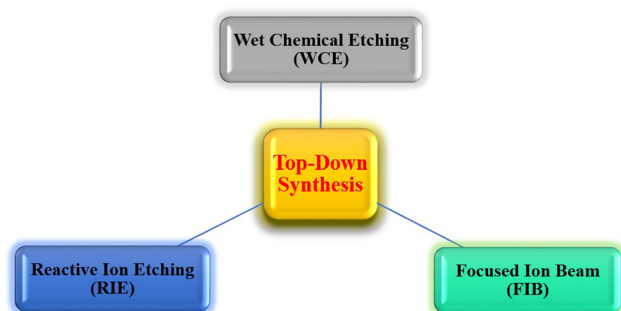 Wet Chemical Etching
(WCE)
Top-Down
Synthesis
Reactive Ion Etching
(RIE)
Focused Ion Beam
(FIB)